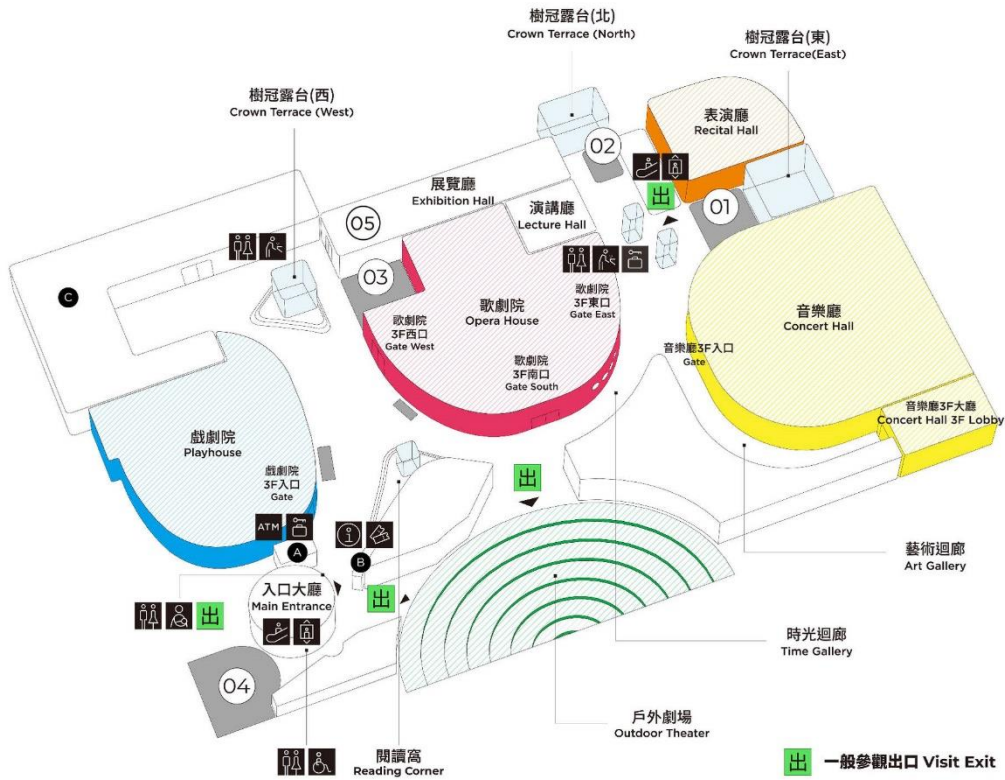 樹冠露台(北)
Crown Terrace (North)
樹冠露台(東)
Crown Terrace(East)
樹冠露台(西)
Crown Terrace (West)
表演廳
Recital Hall
02
出
01
展覽廳
Exhibition Hall
演講廳
Lecture Hall
05
03
C
歌劇院
Opera House
歌劇院
3F東口
Gate East
歌劇院
3F西口
Gate West
歌劇院
3F南口
Gate South
音樂廳
Concert Hall
音樂廳3F入口
Gate
音樂廳3F大廳
Concert Hall 3F Lobby
戲劇院
Playhouse
戲劇院
3F入口
Gate
出
ATM
A
B
入口大廳
Main Entrance
出
出
04
藝術迴廊
Art Gallery
時光迴廊
Time Gallery
戶外劇場
Outdoor Theater
閱讀窩
Reading Corner
出 一般參觀出口 Visit Exit